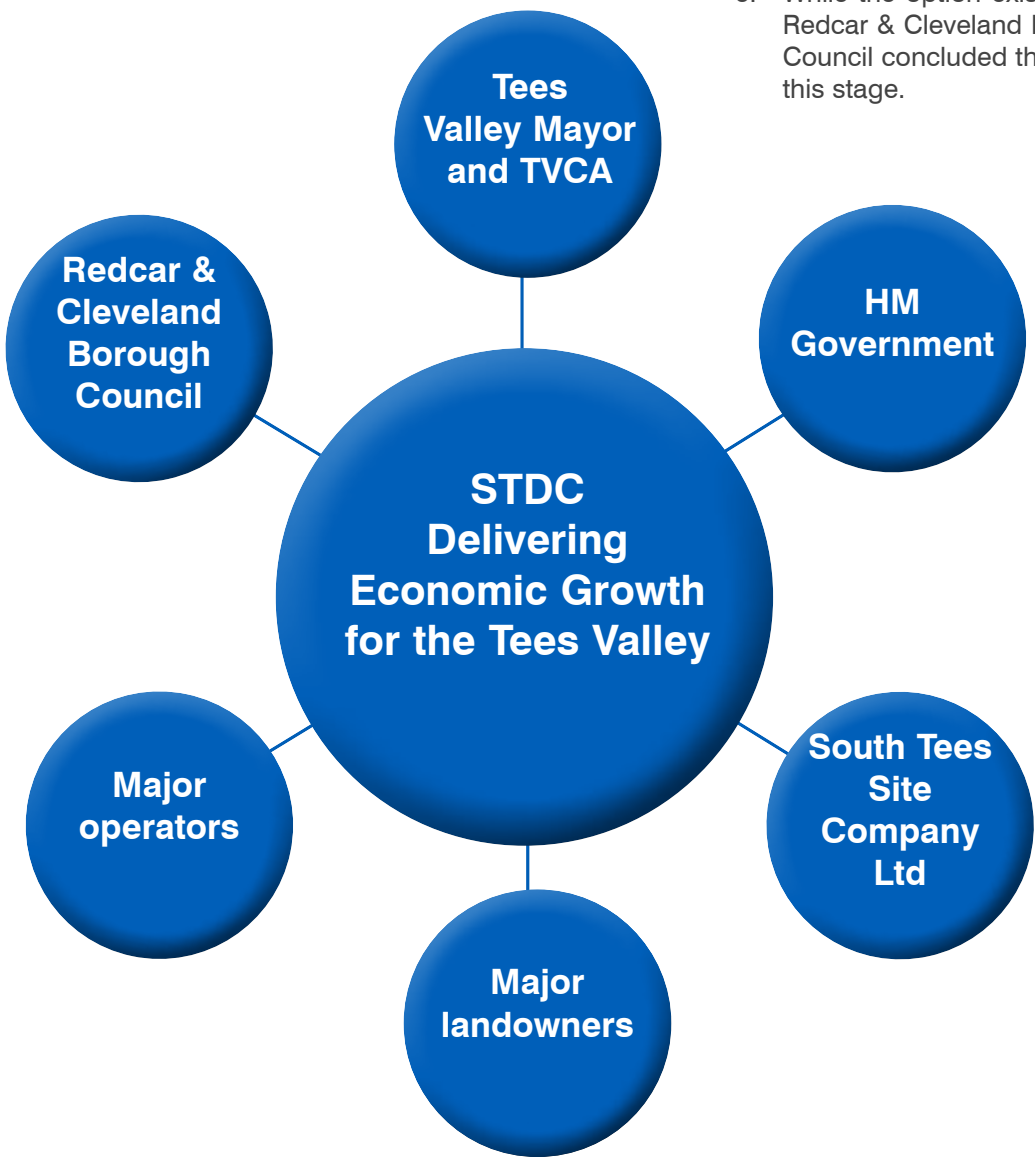 While the option exis
Redcar & Cleveland
Council concluded th
this stage.
Tees
Valley Mayor
and TVCA
Redcar &
Cleveland
Borough
Council
HM
Government
STDC
Delivering
Economic Growth
for the Tees Valley
Major
operators
South Tees
Site
Company
Ltd
Major
landowners